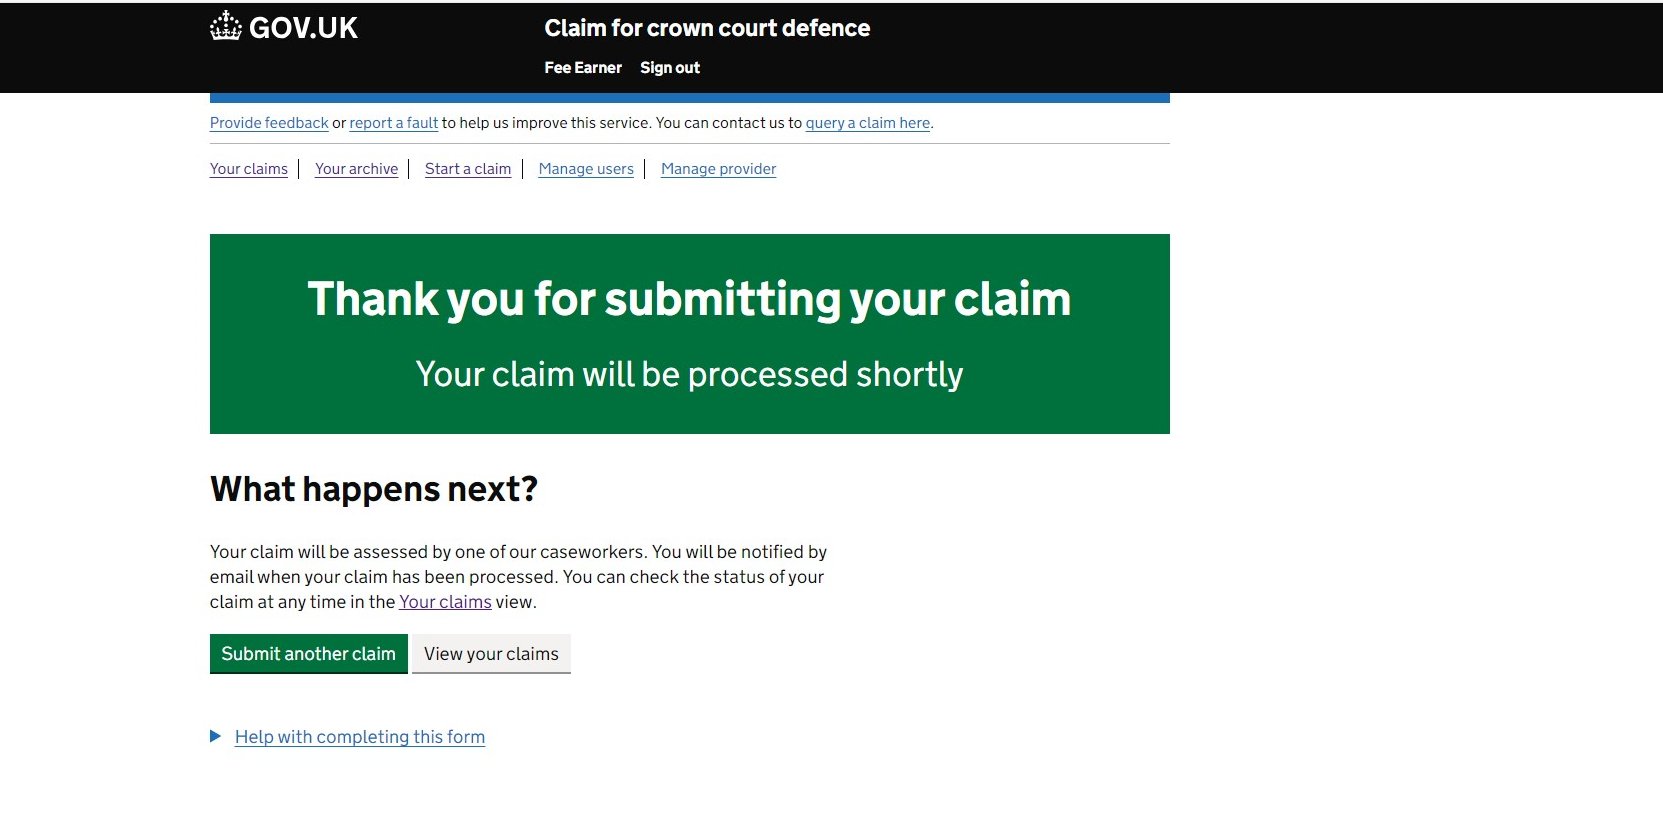 GOV.UK
Claim for crown court defence
Fee Earner Sign out
Provide feedback or report a fault to help us improve this service. You can contact us to query a claim here.
Your claims Your archive Start a claim Manage users Manage provider
Thank you for submitting your claim
Your claim will be processed shortly
What happens next?
Your claim will be assessed by one of our caseworkers. You will be notified by
email when your claim has been processed. You can check the status of your
claim at any time in the Your claims view.
Submit another claim View your claims
Help with completing this form